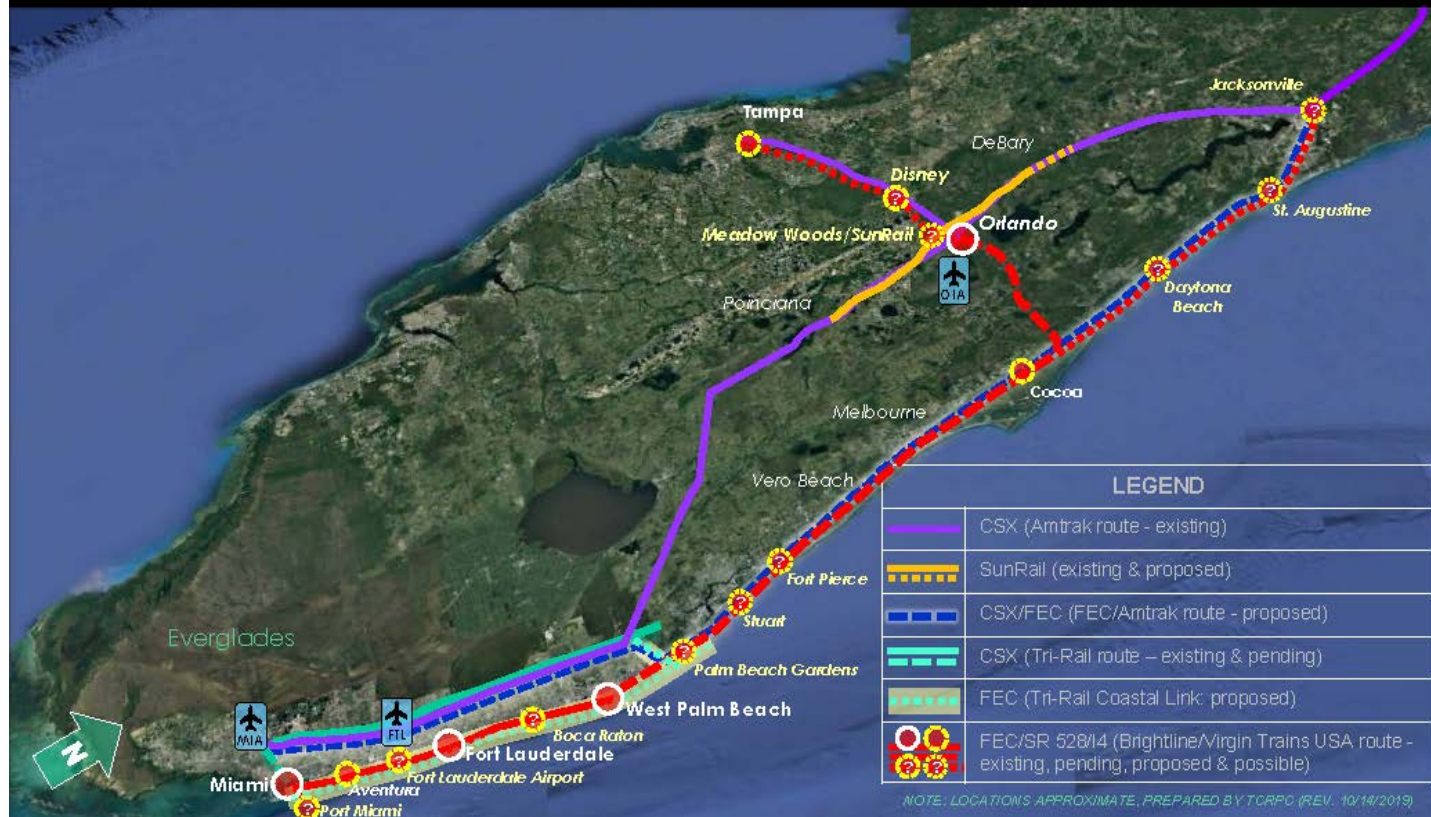 Jacksonville
Tampa
DeBary
Disney
St. Augustine
Meadow Woods/SunRail
Orlando
OIA
Daytona
Beach
Poinciana
Cocoa
Melbourne
Vero Beach
Fort Pierce
Stuart
Everglades
Palm Beach Gardens
West Palm Beach
MIA
FTL
Boca Raton
Fort Lauderdale
N
Fort Lauderdale Airport
Miami
Aventura
Port Miami
LEGEND
CSX (Amtrak route - existing)
SunRail (existing & proposed)
CSX/FEC (FEC/Amtrak route - proposed)
CSX (Tri-Rail route – existing & pending)
FEC (Tri-Rail Coastal Link: proposed)
FEC/SR 528/I4 (Brightline/Virgin Trains USA route -
existing, pending, proposed & possible)
NOTE: LOCATIONS APPROXIMATE, PREPARED BY TCRPC (REV. 10/14/2019)